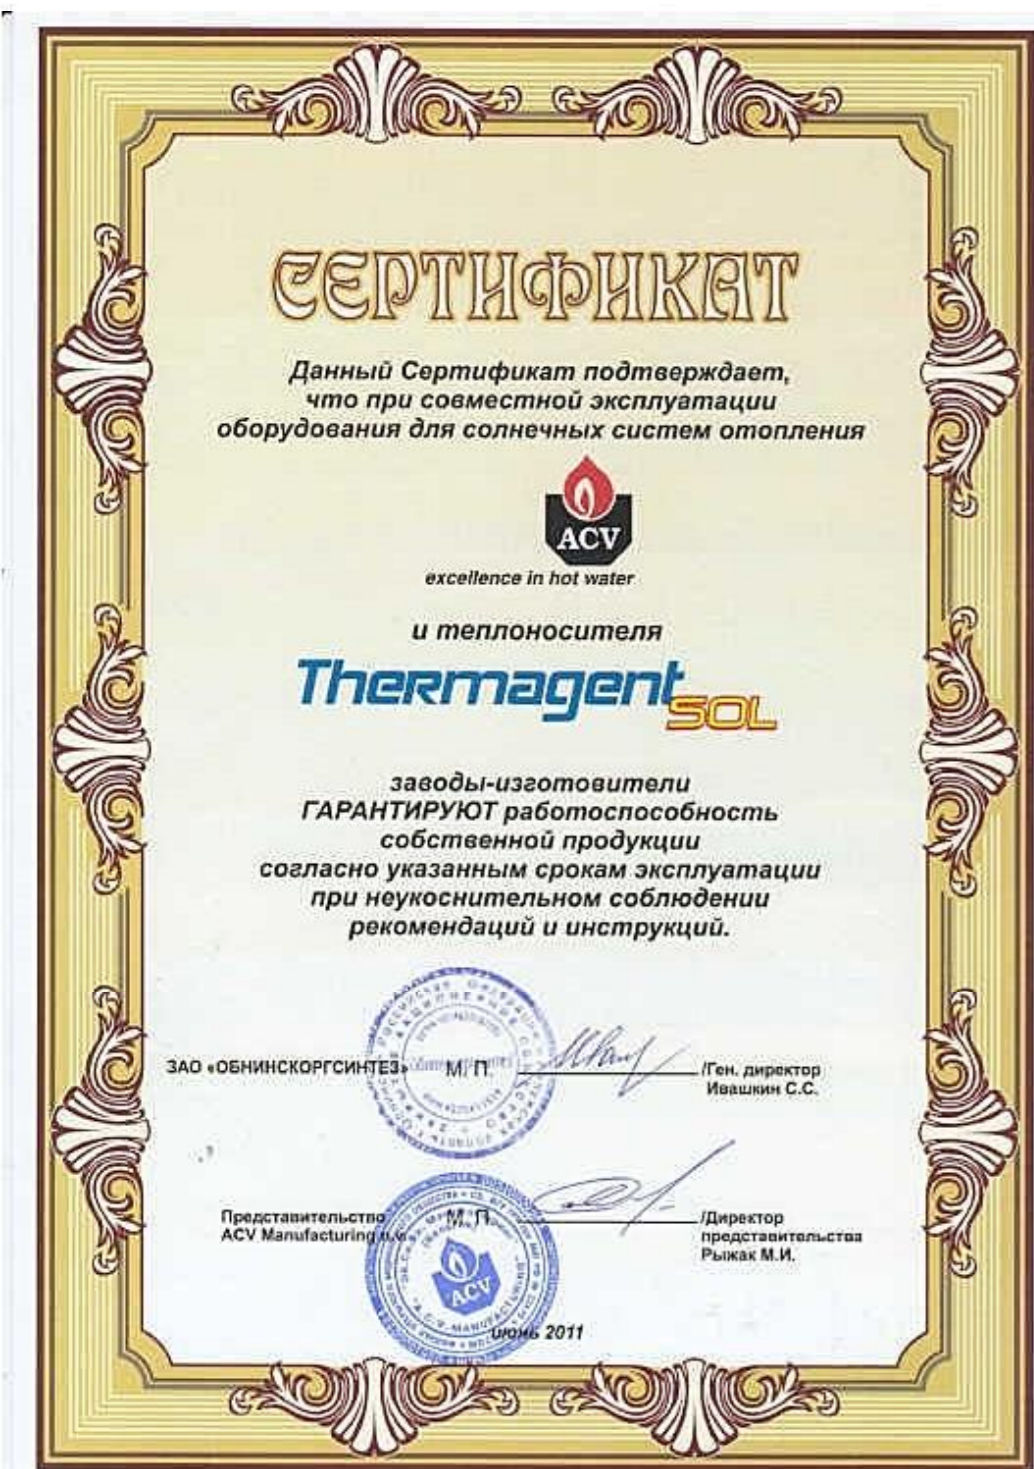 СЕРТИФИКАТ
Данный Сертификат подтверждает,
что при совместной эксплуатации
оборудования для солнечных систем отопления
ACV
excellence in hot water
и теплоносителя
Thermagent SOL
заводы-изготовители
ГАРАНТИРУЮТ работоспособность
собственной продукции
согласно указанным срокам эксплуатации
при неукоснительном соблюдении
рекомендаций и инструкций.
ЗАО «ОБНИНСКОРГСИНТЕЗ» М. П. /Ген. директор
Ивашкин С.С.
Представительство М. П. /Директор
ACV Manufacturing представительства
Рыжак М.И.
ACV
июнь 2011